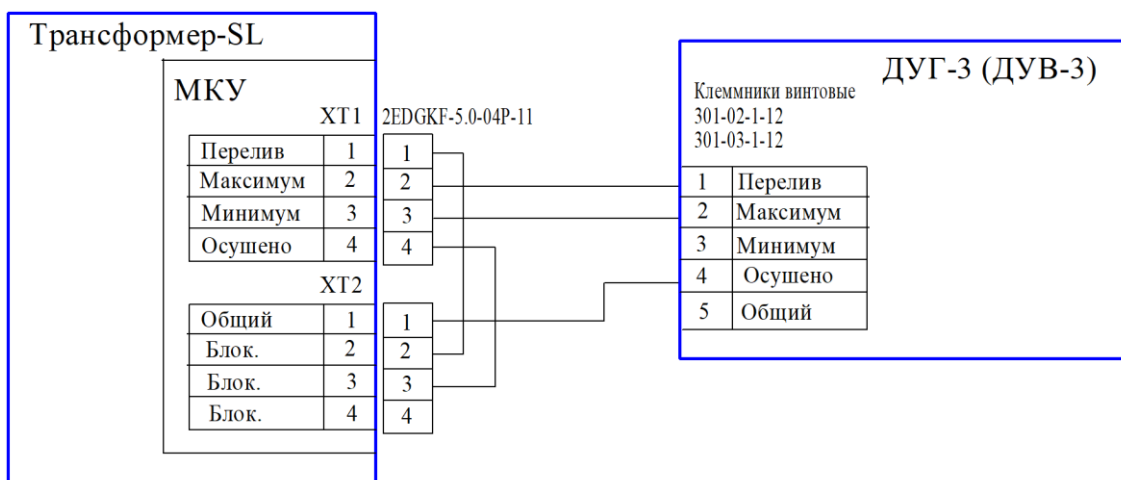 Трансформер-SL
МКУ
XT1
2EDGKF-5.0-04P-11
Перелив 1 1
Максимум 2 2
Минимум 3 3
Осушено 4 4
XT2
Общий 1 1
Блок. 2 2
Блок. 3 3
Блок. 4 4
ДУГ-3 (ДУВ-3)
Клеммники винтовые
301-02-1-12
301-03-1-12
1 Перелив
2 Максимум
3 Минимум
4 Осушено
5 Общий